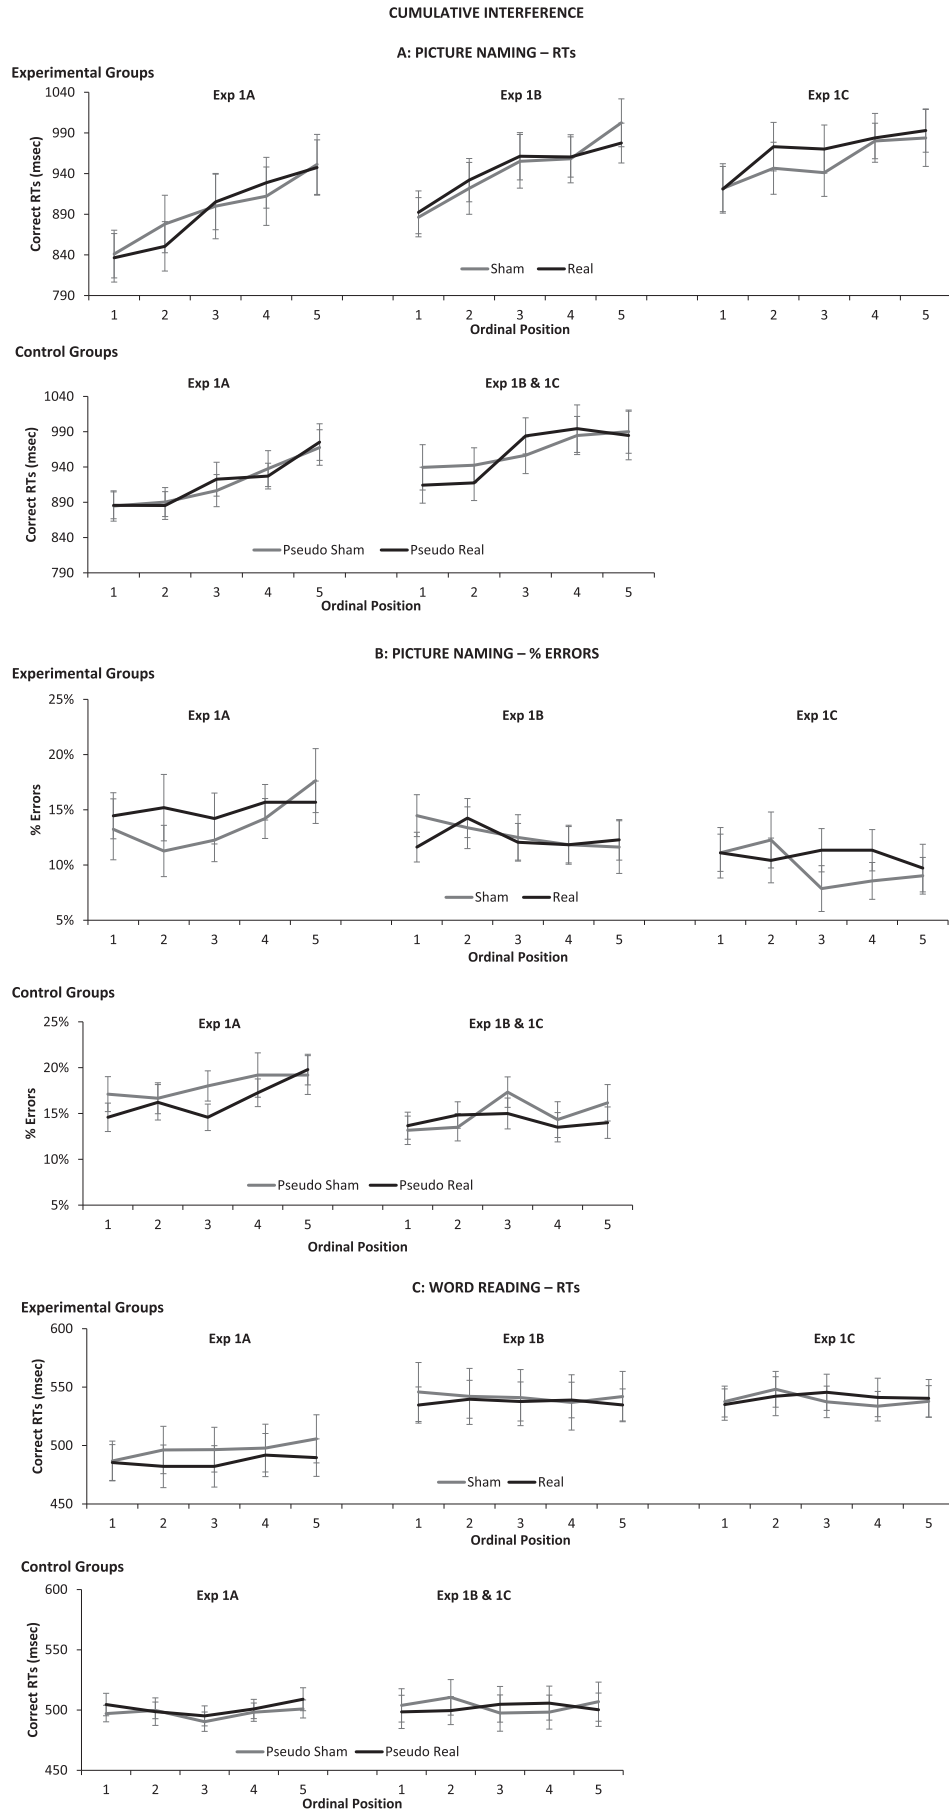 CUMULATIVE INTERFERENCE
A: PICTURE NAMING – RTs
Experimental Groups
Exp 1A Exp 1B Exp 1C
Correct RTs (msec)
1040
990
940
890
840
790
Sham Real
1 2 3 4 5 1 2 3 4 5 1 2 3 4 5
Ordinal Position
Control Groups
Exp 1A Exp 1B & 1C
Correct RTs (msec)
1040
990
940
890
840
790
Pseudo Sham Pseudo Real
1 2 3 4 5 1 2 3 4 5
Ordinal Position
B: PICTURE NAMING – % ERRORS
Experimental Groups
Exp 1A Exp 1B Exp 1C
% Errors
25%
20%
15%
10%
5%
Sham Real
1 2 3 4 5 1 2 3 4 5 1 2 3 4 5
Ordinal Position
Control Groups
Exp 1A Exp 1B & 1C
% Errors
25%
20%
15%
10%
5%
Pseudo Sham Pseudo Real
1 2 3 4 5 1 2 3 4 5
Ordinal Position
C: WORD READING – RTs
Experimental Groups
Exp 1A Exp 1B Exp 1C
Correct RTs (msec)
600
550
500
450
Sham Real
1 2 3 4 5 1 2 3 4 5 1 2 3 4 5
Ordinal Position
Control Groups
Exp 1A Exp 1B & 1C
Correct RTs (msec)
600
550
500
450
Pseudo Sham Pseudo Real
1 2 3 4 5 1 2 3 4 5
Ordinal Position